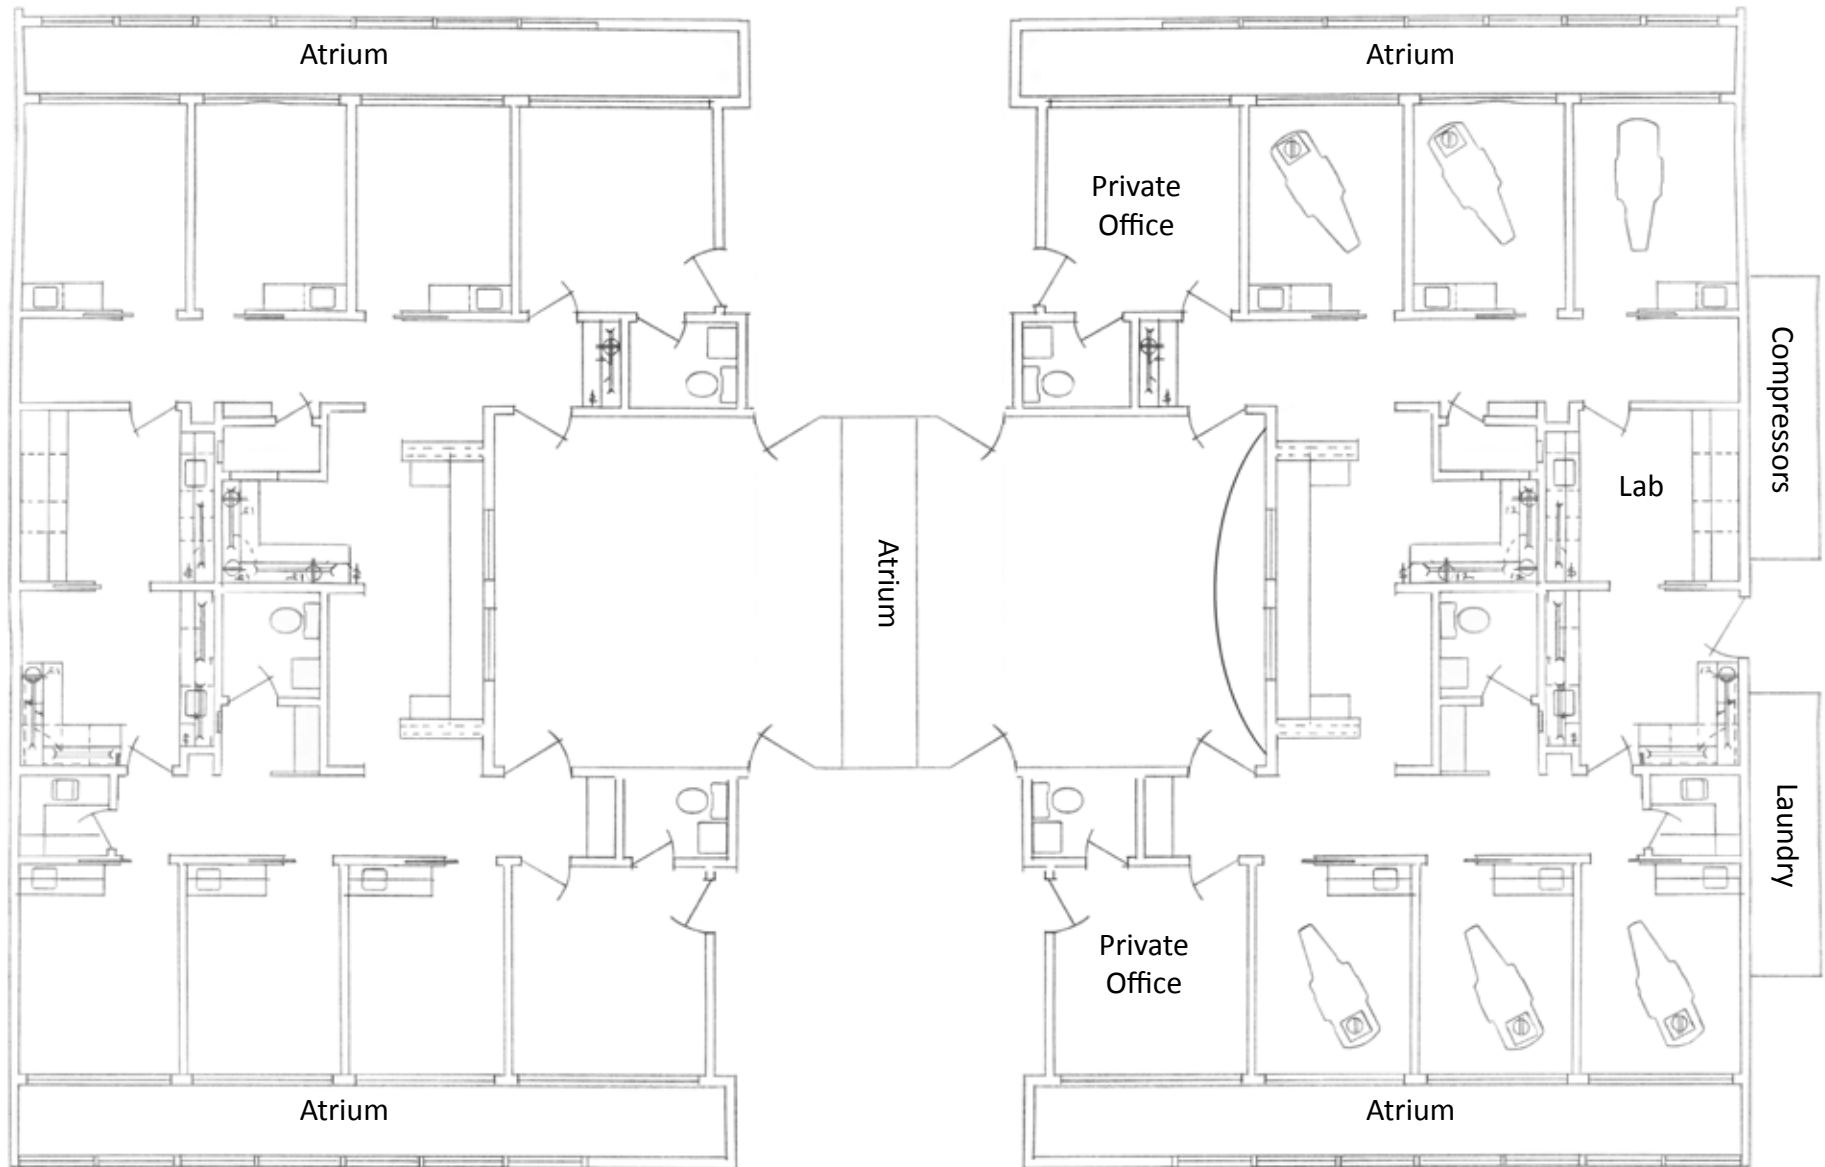 Atrium
Atrium
Private
Office
Compressors
Lab
Atrium
Laundry
Private
Office
Atrium
Atrium